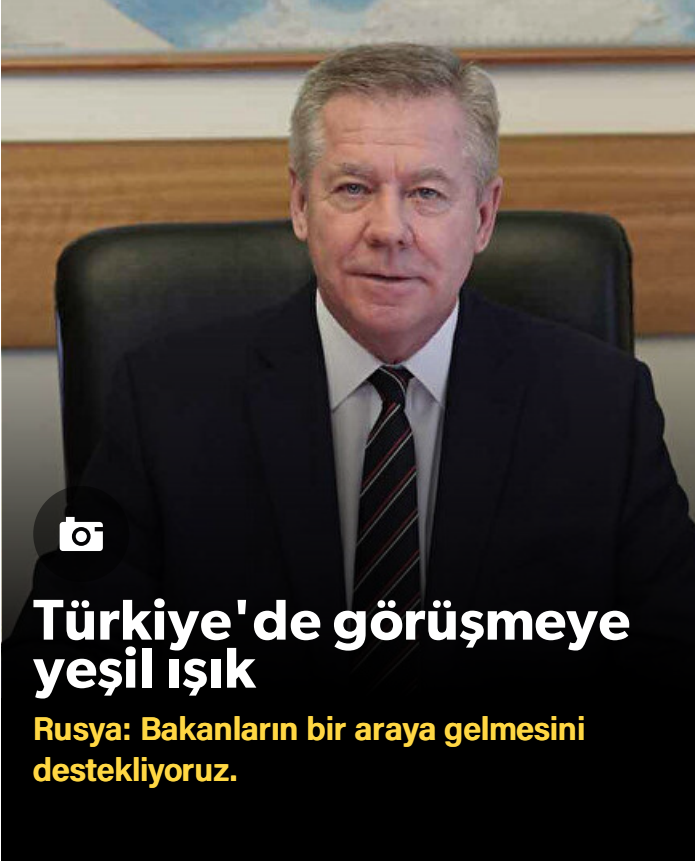 Türkiye'de görüşmeye
yeşil ışık
Rusya: Bakanların bir araya gelmesini
destekliyoruz.